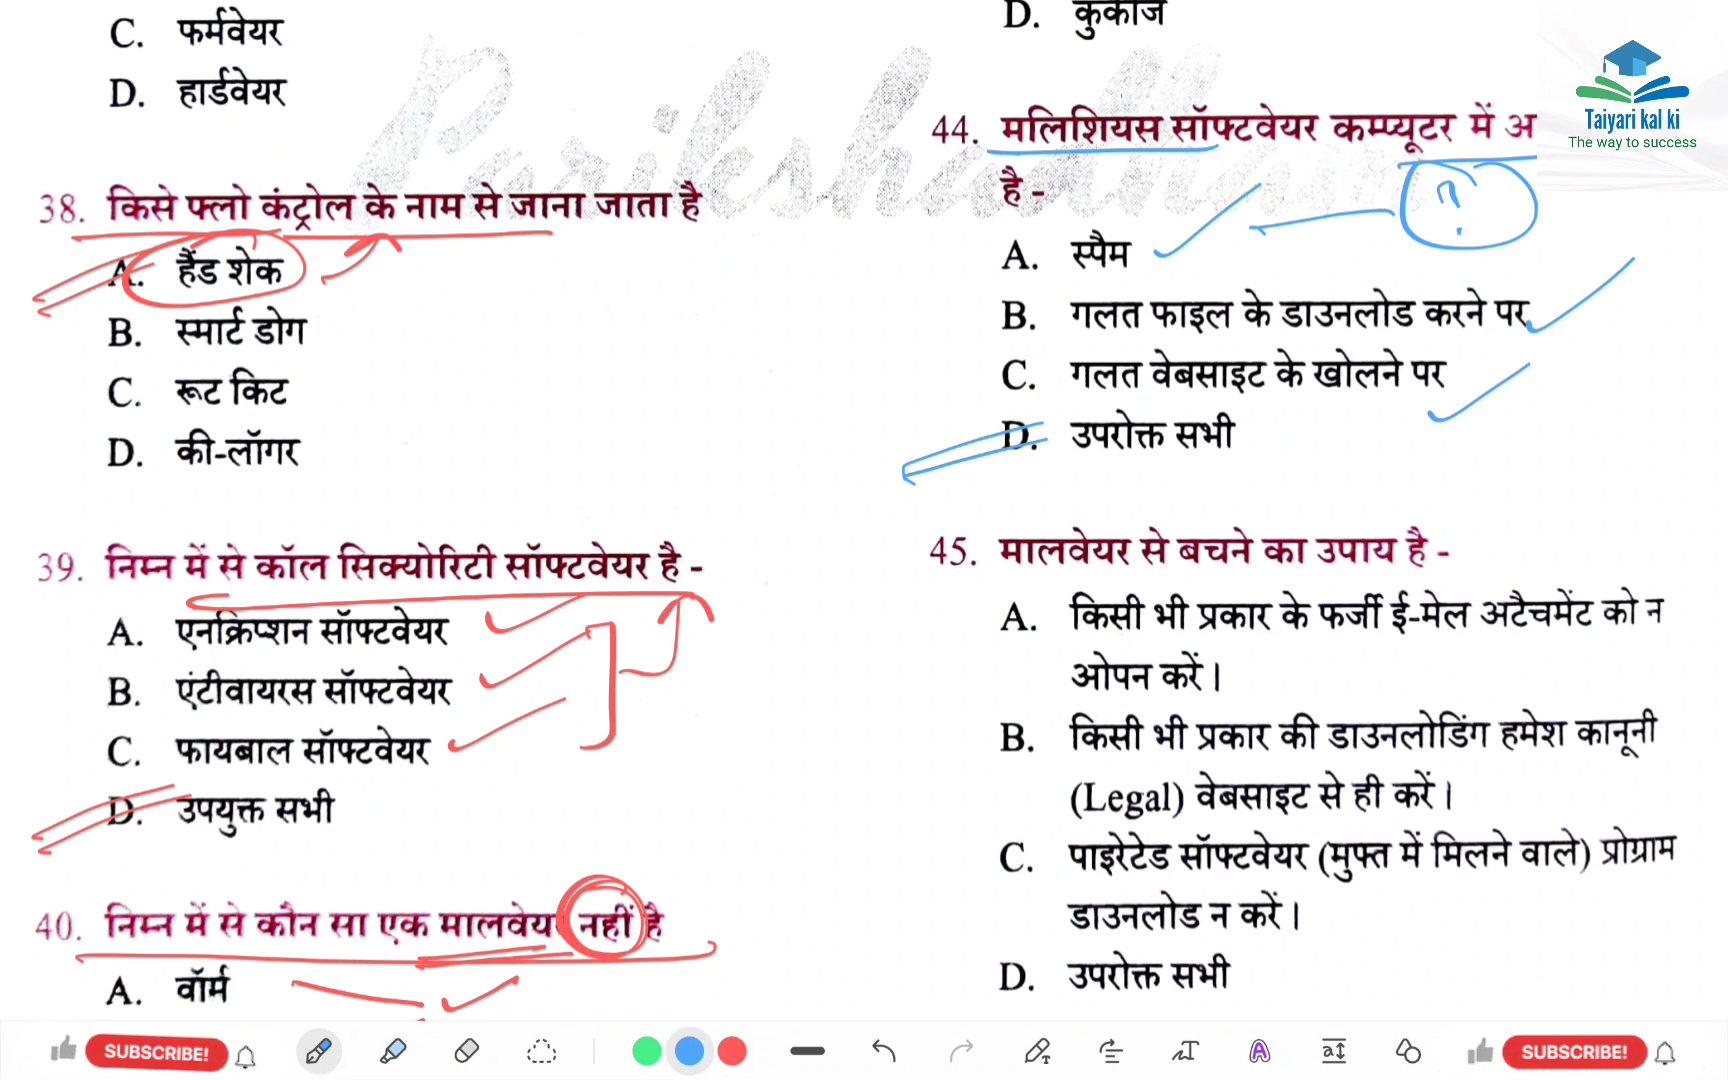 C. फर्मवेयर
D. हार्डवेयर
38. किसे फ्लो कंट्रोल के नाम से जाना जाता है
A. हैंड शेक
B. स्मार्ट डोग
C. रूट किट
D. की-लॉगर
39. निम्न में से कॉल सिक्योरिटी सॉफ्टवेयर है -
A. एनक्रिप्शन सॉफ्टवेयर
B. एंटीवायरस सॉफ्टवेयर
C. फायबाल सॉफ्टवेयर
D. उपयुक्त सभी
40. निम्न में से कौन सा एक मालवेय नहीं है
A. वॉर्म
D. कुकीज
44. मलिशियस सॉफ्टवेयर कम्प्यूटर में अ
है -
?
A. स्पैम
B. गलत फाइल के डाउनलोड करने पर
C. गलत वेबसाइट के खोलने पर
D. उपरोक्त सभी
45. मालवेयर से बचने का उपाय है -
A. किसी भी प्रकार के फर्जी ई-मेल अटैचमेंट को न
ओपन करें।
B. किसी भी प्रकार की डाउनलोडिंग हमेश कानूनी
(Legal) वेबसाइट से ही करें।
C. पाइरेटेड सॉफ्टवेयर (मुफ्त में मिलने वाले) प्रोग्राम
डाउनलोड न करें।
D. उपरोक्त सभी
Taiyari kal ki
The way to success
SUBSCRIBE!
SUBSCRIBE!